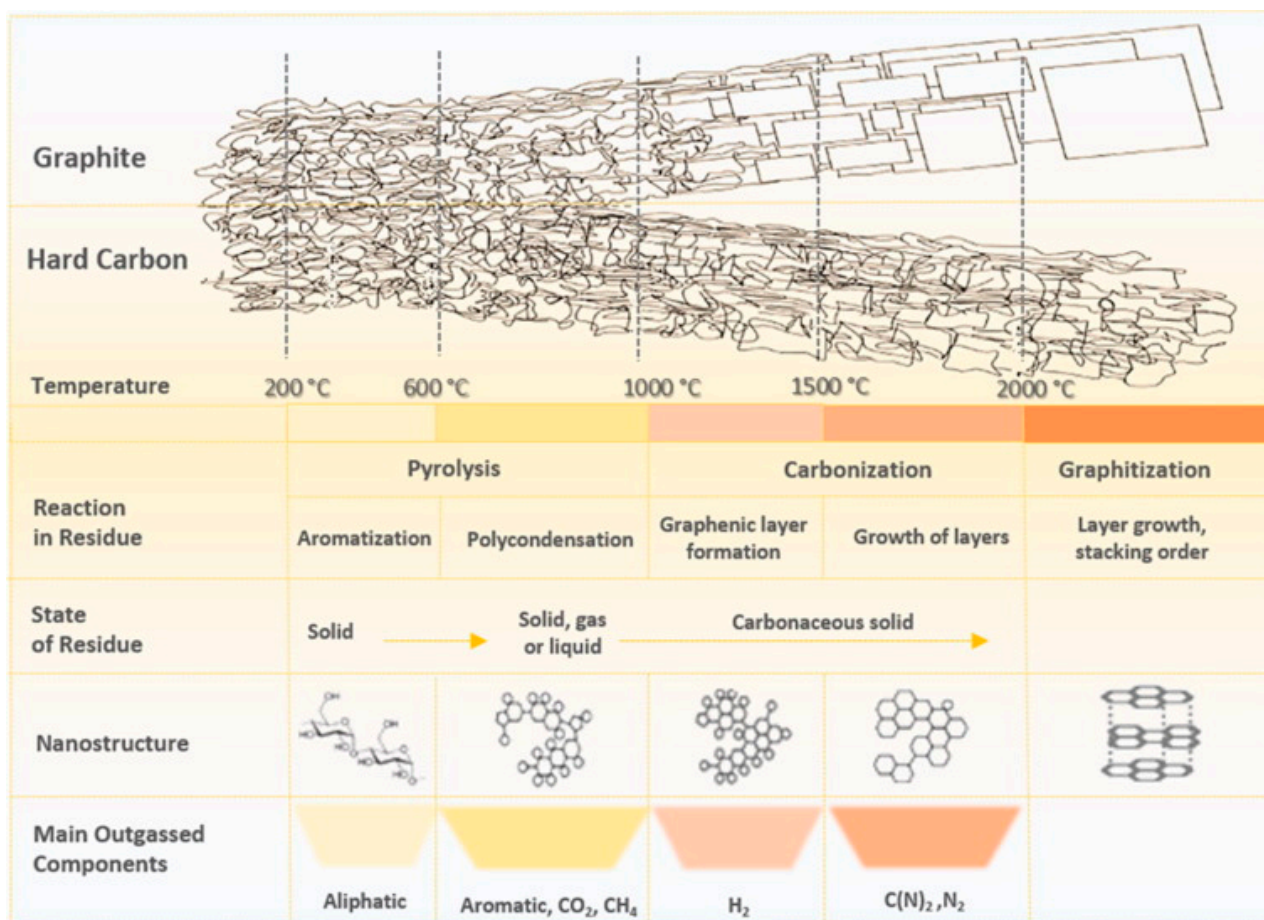 Graphite
Hard Carbon
Temperature
200 °C
600 °C
1000 °C
1500 °C
2000 °C
Pyrolysis
Carbonization
Graphitization
Reaction
in Residue
Aromatization
Polycondensation
Graphenic layer
formation
Growth of layers
Layer growth,
stacking order
State
of Residue
Solid
Solid, gas
or liquid
Carbonaceous solid
Nanostructure
Main Outgassed
Components
Aliphatic
Aromatic, CO₂, CH₄
H₂
C(N)₂ ,N₂